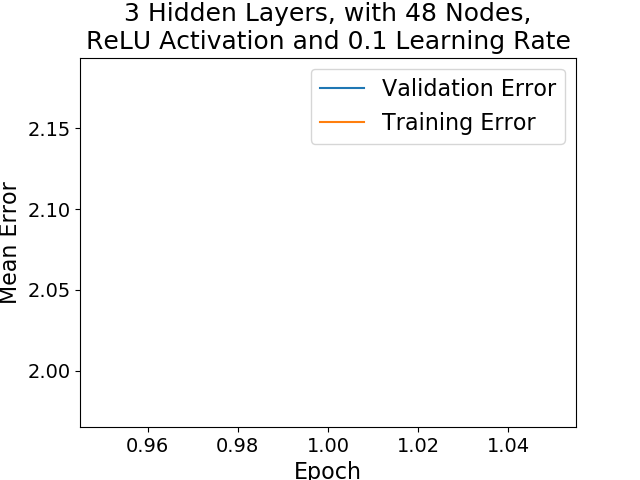 3 Hidden Layers, with 48 Nodes,
ReLU Activation and 0.1 Learning Rate
Validation Error
Training Error
2.15
2.10
2.05
2.00
Mean Error
0.96 0.98 1.00 1.02 1.04
Epoch